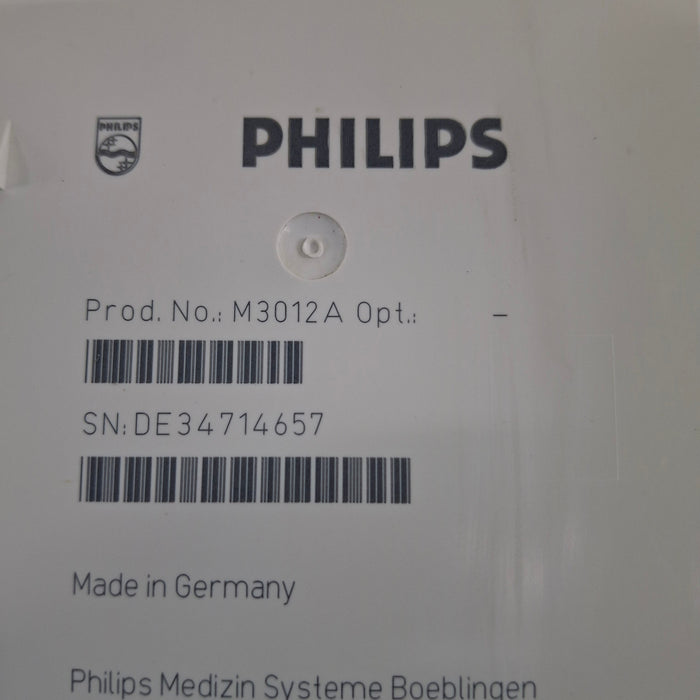 PHILIPS
PHILIPS
Prod. No.: M3012A Opt.: –
SN: DE34714657
Made in Germany
Philips Medizin Systeme Boeblingen